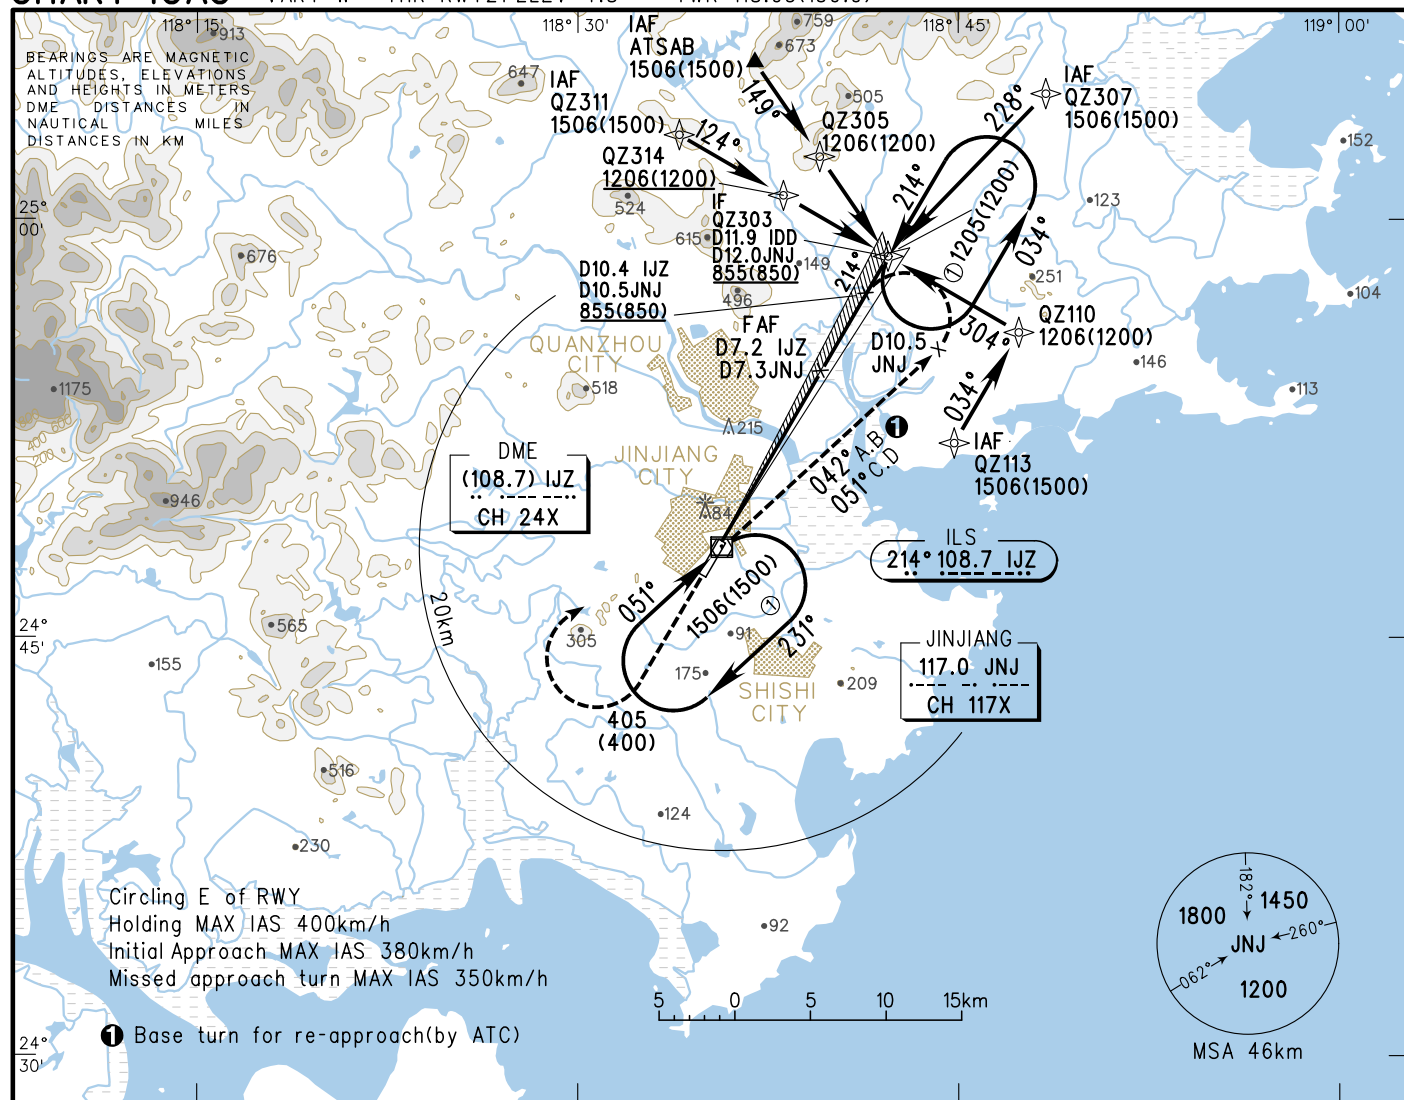 118° 15'
118° 30'
118° 45'
119° 00'
BEARINGS ARE MAGNETIC
ALTITUDES, ELEVATIONS
AND HEIGHTS IN METERS
DME DISTANCES IN
NAUTICAL MILES
DISTANCES IN KM
913
647
759
673
505
IAF
ATSAB
1506(1500)
149°
IAF
QZ311
1506(1500)
124°
QZ305
1206(1200)
228°
IAF
QZ307
1506(1500)
152
QZ314
1206(1200)
214°
1205(1200)
1
034°
123
524
615
IF
QZ303
D11.9 IDD
D12.0JNJ
855(850)
149
214°
251
104
25°
00'
676
D10.4 IJZ
D10.5JNJ
855(850)
496
FAF
D7.2 IJZ
D7.3JNJ
D10.5
JNJ
304°
QZ110
1206(1200)
146
113
QUANZHOU
CITY
518
1175
400
600
200
215
034°
IAF
QZ113
1506(1500)
1
042° A.B
051° C.D
DME
(108.7) IJZ
CH 24X
JINJIANG
CITY
84
946
ILS
214° 108.7 IJZ
20km
051°
1506(1500)
1
231°
91
305
565
155
24°
45'
175
SHISHI
CITY
209
JINJIANG
117.0 JNJ
CH 117X
405
(400)
516
124
230
92
Circling E of RWY
Holding MAX IAS 400km/h
Initial Approach MAX IAS 380km/h
Missed approach turn MAX IAS 350km/h
1 Base turn for re-approach(by ATC)
5 0 5 10 15km
182°
1450
1800
JNJ
260°
062°
1200
MSA 46km
24°
30'